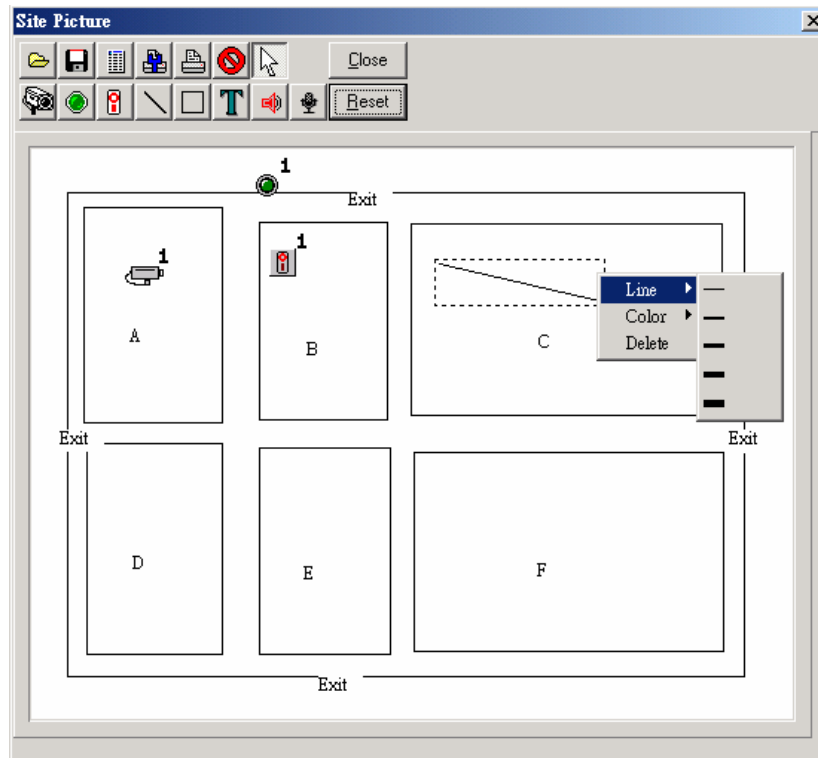 Site Picture
Close
T
Reset
1
Exit
1
1
A
B
C
Line
Color
Delete
Exit
Exit
D
E
F
Exit